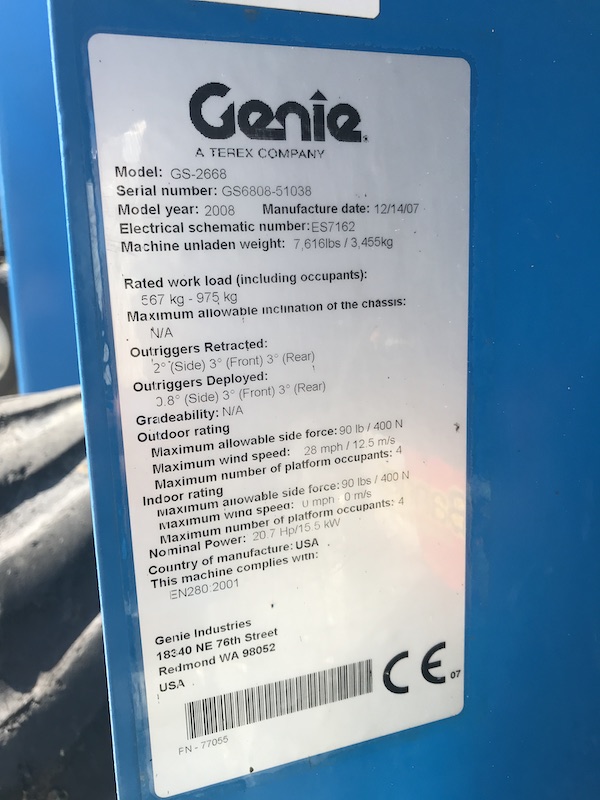 Genie
A TEREX COMPANY
Model: GS-2668
Serial number: GS6808-51038
Model year: 2008 Manufacture date: 12/14/07
Electrical schematic number: ES7162
Machine unladen weight: 7,616lbs / 3,455kg
Rated work load (including occupants):
567 kg - 975 kg
Maximum allowable inclination of the chassis:
N/A
Outriggers Retracted:
2° (Side) 3° (Front) 3° (Rear)
Outriggers Deployed:
0.8° (Side) 3° (Front) 3° (Rear)
Gradeability: N/A
Outdoor rating
Maximum allowable side force: 90 lb / 400 N
Maximum wind speed: 28 mph / 12.5 m/s
Maximum number of platform occupants: 4
Indoor rating
Maximum allowable side force: 90 lbs / 400 N
Maximum wind speed: 0 mph 0 m/s
Maximum number of platform occupants: 4
Nominal Power: 20.7 Hp/15.5 kW
Country of manufacture: USA
This machine complies with:
EN280:2001
Genie Industries
18340 NE 76th Street
Redmond WA 98052
USA
CE 07
PN - 77055